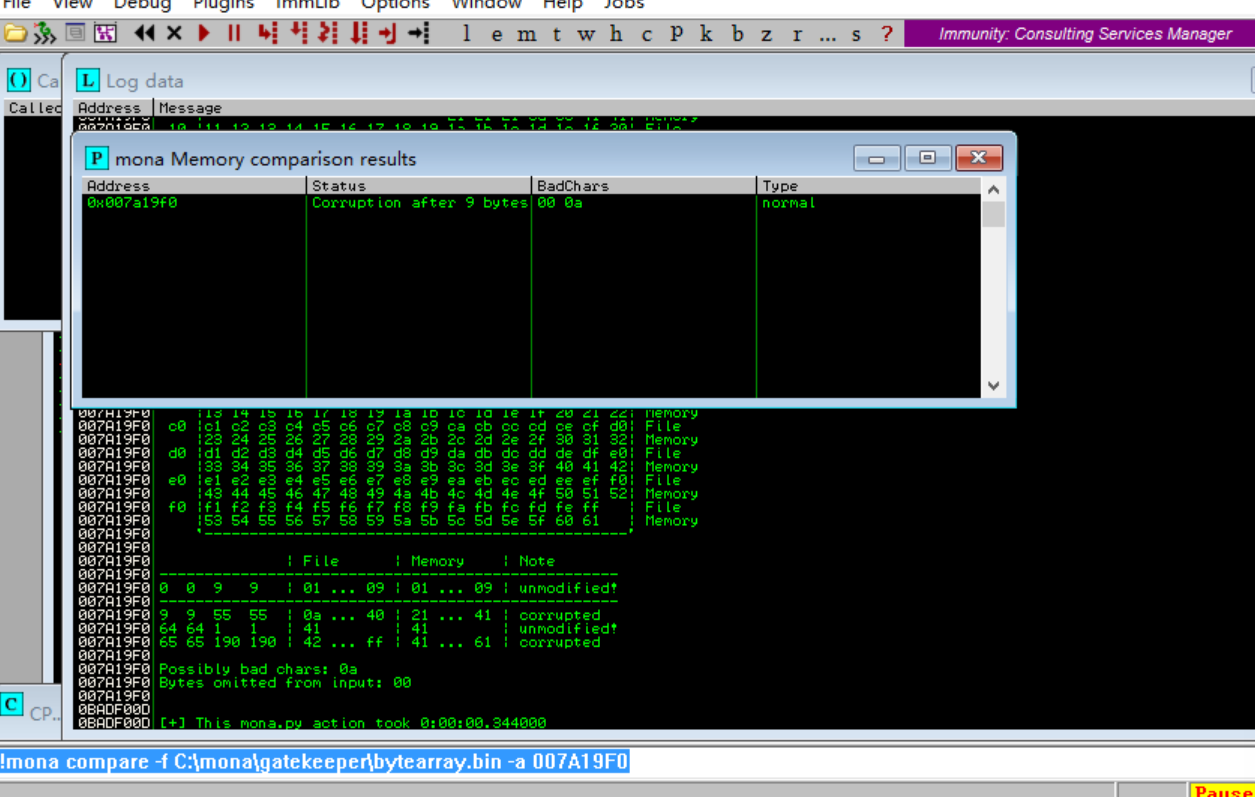 File View Debug Plugins ImmLib Options Window Help Jobs
l e m t w h c P k b z r ... s ? Immunity: Consulting Services Manager
Ca
L Log data
Called
Address Message
007A19F0 10 11 12 13 14 15 16 17 18 19 1a 1b 1c 1d 1e 1f 20 File
P mona Memory comparison results
Address Status BadChars Type
0x007a19f0 Corruption after 9 bytes 00 0a normal
007A19F0 |13 14 15 16 17 18 19 1a 1b 1c 1d 1e 1f 20 21 22| Memory
007A19F0 c0 |c1 c2 c3 c4 c5 c6 c7 c8 c9 ca cb cc cd ce cf d0| File
007A19F0 |23 24 25 26 27 28 29 2a 2b 2c 2d 2e 2f 30 31 32| Memory
007A19F0 d0 |d1 d2 d3 d4 d5 d6 d7 d8 d9 da db dc dd de df e0| File
007A19F0 |33 34 35 36 37 38 39 3a 3b 3c 3d 3e 3f 40 41 42| Memory
007A19F0 e0 |e1 e2 e3 e4 e5 e6 e7 e8 e9 ea eb ec ed ee ef f0| File
007A19F0 |43 44 45 46 47 48 49 4a 4b 4c 4d 4e 4f 50 51 52| Memory
007A19F0 f0 |f1 f2 f3 f4 f5 f6 f7 f8 f9 fa fb fc fd fe ff | File
007A19F0 |53 54 55 56 57 58 59 5a 5b 5c 5d 5e 5f 60 61 | Memory
007A19F0 `-----------------------------------------------'
007A19F0
007A19F0 | File | Memory | Note
007A19F0 -----------------------------------------------
007A19F0 0 0 9 9 | 01 ... 09 | 01 ... 09 | unmodified!
007A19F0 -----------------------------------------------
007A19F0 9 9 55 55 | 0a ... 40 | 21 ... 41 | corrupted
007A19F0 64 64 1 1 | 41 | 41 | unmodified!
007A19F0 65 65 190 190 | 42 ... ff | 41 ... 61 | corrupted
007A19F0
007A19F0 Possibly bad chars: 0a
007A19F0 Bytes omitted from input: 00
007A19F0
0BADF00D
0BADF00D [+] This mona.py action took 0:00:00.344000
C CP..
!mona compare -f C:\mona\gatekeeper\bytearray.bin -a 007A19F0
Pause